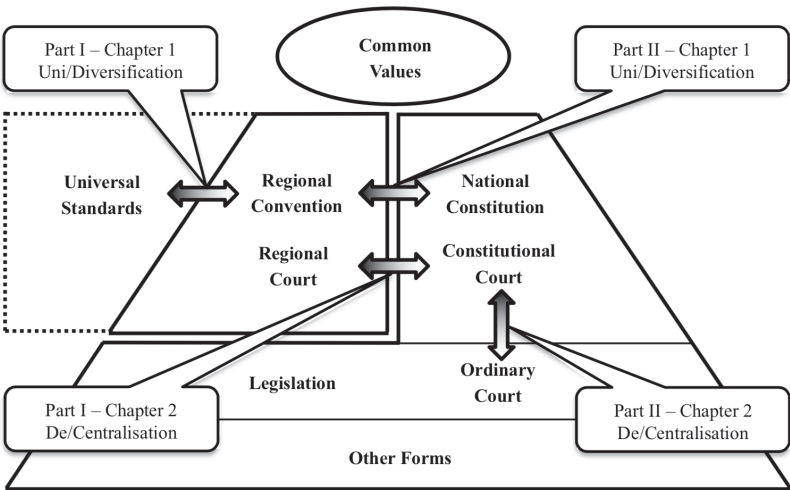 Part I – Chapter 1
Uni/Diversification
Common
Values
Part II – Chapter 1
Uni/Diversification
Universal
Standards
Regional
Convention
National
Constitution
Regional
Court
Constitutional
Court
Legislation
Ordinary
Court
Part I – Chapter 2
De/Centralisation
Part II – Chapter 2
De/Centralisation
Other Forms